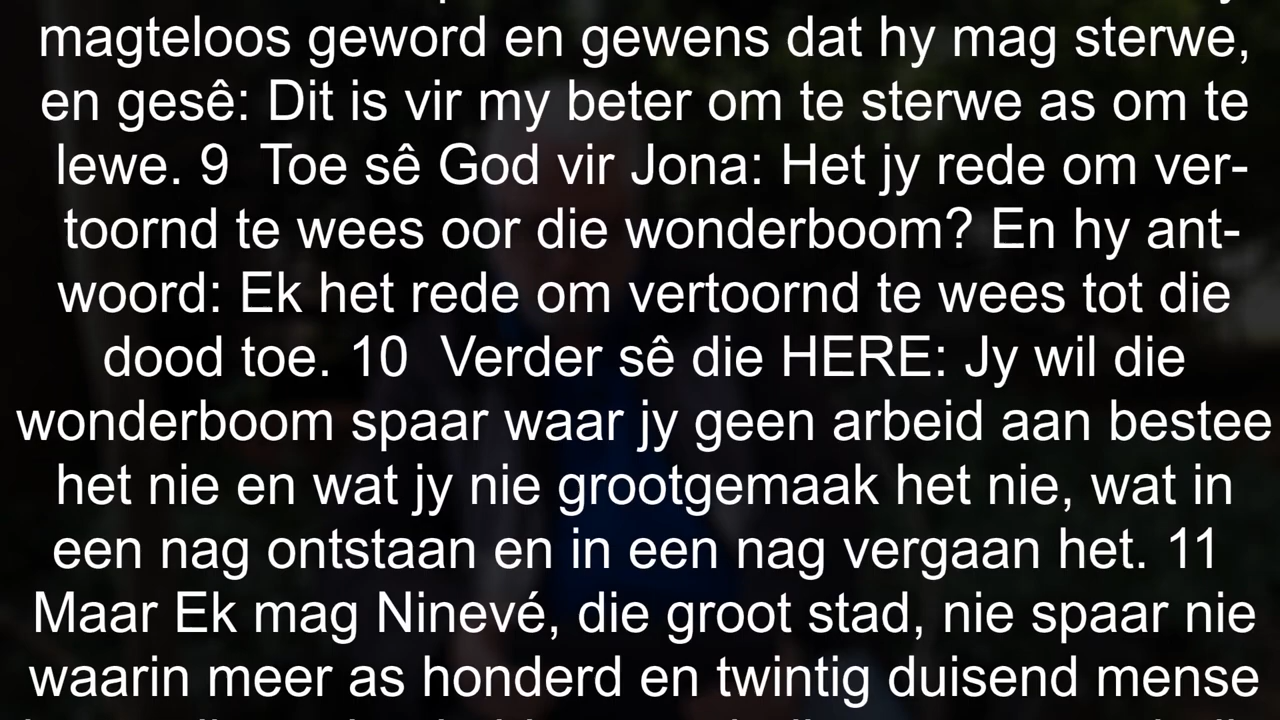 magteloos geword en gewens dat hy mag sterwe,
en gesê: Dit is vir my beter om te sterwe as om te
lewe. 9  Toe sê God vir Jona: Het jy rede om ver-
toornd te wees oor die wonderboom? En hy ant-
woord: Ek het rede om vertoornd te wees tot die
dood toe. 10  Verder sê die HERE: Jy wil die
wonderboom spaar waar jy geen arbeid aan bestee
het nie en wat jy nie grootgemaak het nie, wat in
een nag ontstaan en in een nag vergaan het. 11
Maar Ek mag Ninevé, die groot stad, nie spaar nie
waarin meer as honderd en twintig duisend mense